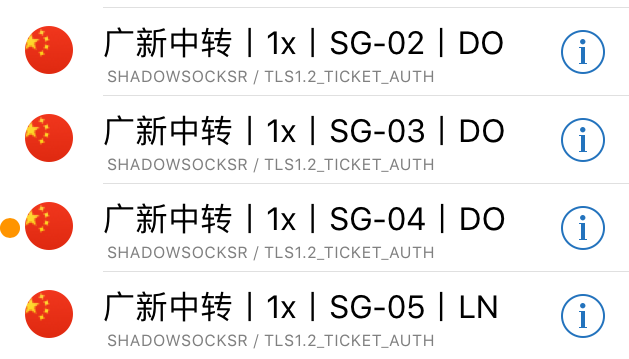 广新中转丨1x丨SG-02丨DO
SHADOWSOCKSR / TLS1.2_TICKET_AUTH
广新中转丨1x丨SG-03丨DO
SHADOWSOCKSR / TLS1.2_TICKET_AUTH
广新中转丨1x丨SG-04丨DO
SHADOWSOCKSR / TLS1.2_TICKET_AUTH
广新中转丨1x丨SG-05丨LN
SHADOWSOCKSR / TLS1.2_TICKET_AUTH